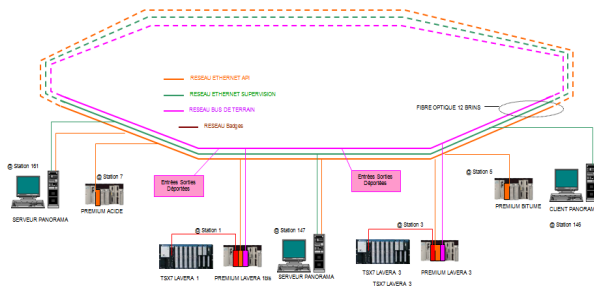 RESEAU ETHERNET API
RESEAU ETHERNET SUPERVISION
RESEAU BUS DE TERRAIN
RESEAU Badges
FIBRE OPTIQUE 12 BRINS
@ Station 161
@ Station 7
SERVEUR PANORAMA
PREMIUM ACIDE
Entrées Sorties
Déportées
Entrées Sorties
Déportées
@ Station 5
PREMIUM BITUME
CLIENT PANORAMA
@ Station 146
@ Station 1
@ Station 147
@ Station 3
TSX7 LAVERA 1
PREMIUM LAVERA 1bis
SERVEUR PANORAMA
TSX7 LAVERA 3
PREMIUM LAVERA 3
TSX7 LAVERA 3